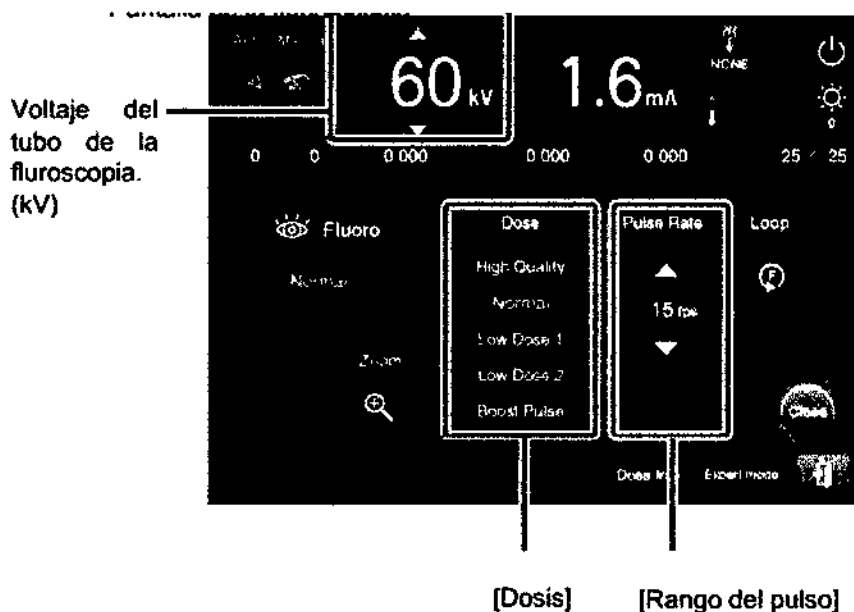 NONE
60 kV
1.6 mA
Voltaje del
tubo de la
fluroscopia.
(kV)
0 0 0 000 0 000 0 000 25 / 25
Fluoro
Normal
Dose
High Quality
Normal
Low Dose 1
Low Dose 2
Boost Pulse
Pulse Rate
15 fps
Loop
F
Zoom
Close
Dose
Expert mode
[Dosis] [Rango del pulso]